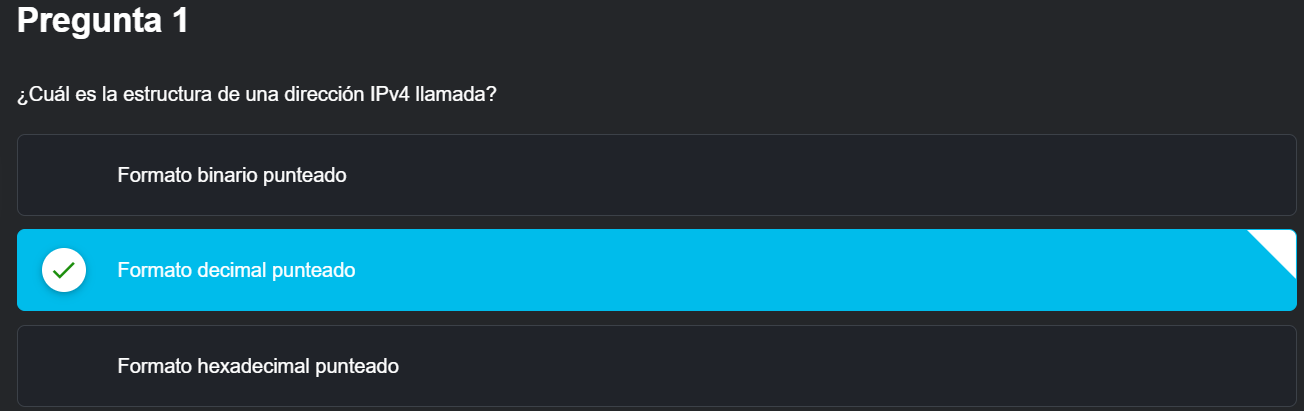 Pregunta 1
¿Cuál es la estructura de una dirección IPv4 llamada?
Formato binario punteado
Formato decimal punteado
Formato hexadecimal punteado